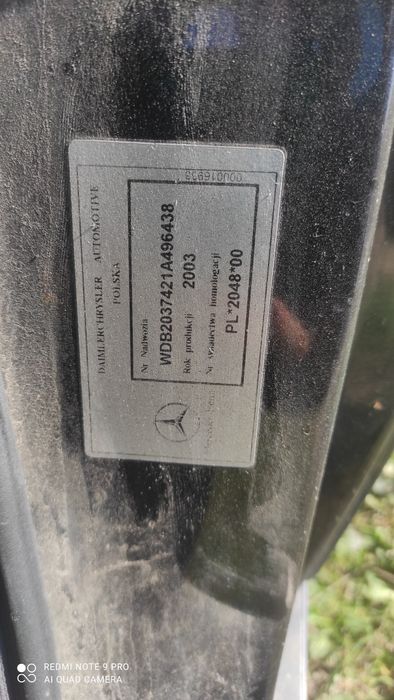 DAIMLERCHRYSLER AUTOMOTIVE
POLSKA
Nr Nadwozia
WDB2037421A496438
Rok produkcji 2003
Nr świadectwa homologacji
PL*2048*00
REDMI NOTE 9 PRO
AI QUAD CAMERA